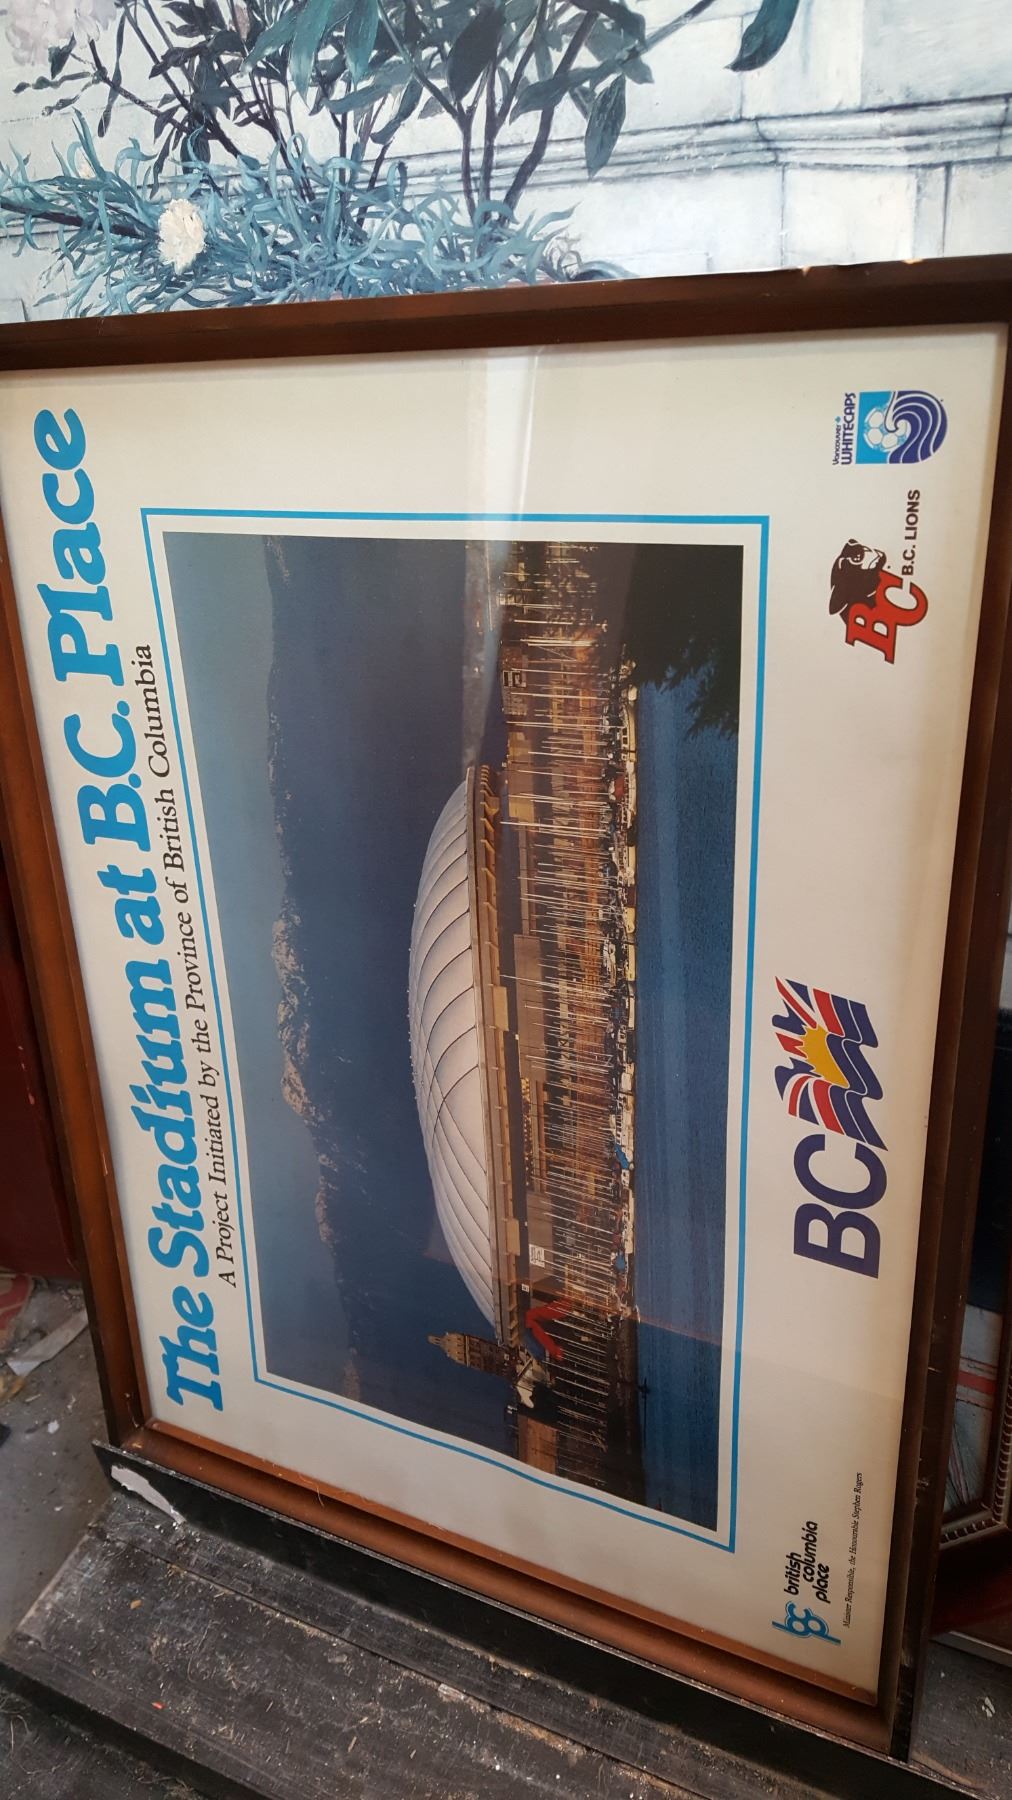 The Stadium at B.C. Place
A Project Initiated by the Province of British Columbia
british
columbia
place
Minister Responsible, the Honourable Stephen Rogers
BC
BC
B.C. LIONS
Vancouver
WHITECAPS